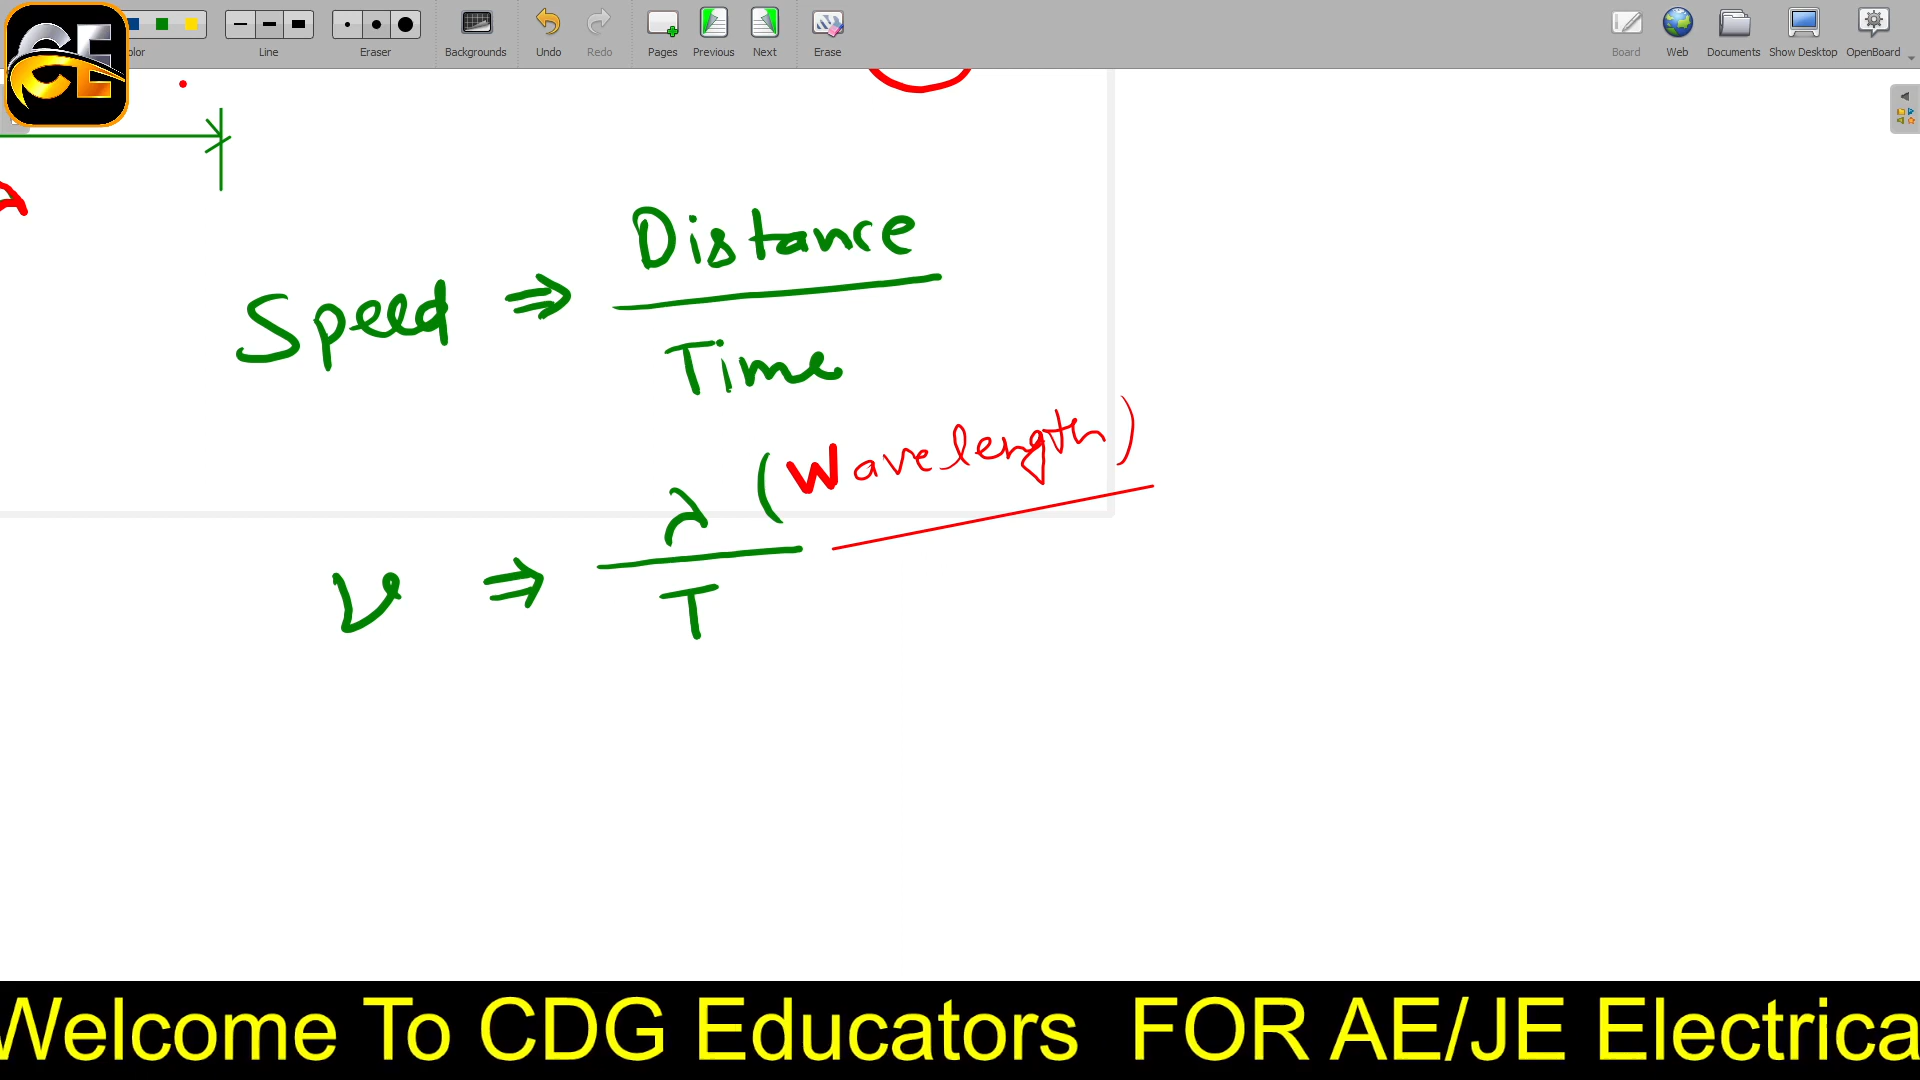 CE
Line
Eraser
Backgrounds
Undo
Redo
Pages
Previous
Next
Erase
Board
Web
Documents
Show Desktop
OpenBoard
Speed ⇒ Distance
Time
(Wavelength)
ν ⇒ λ
T
Welcome To CDG Educators FOR AE/JE Electrica